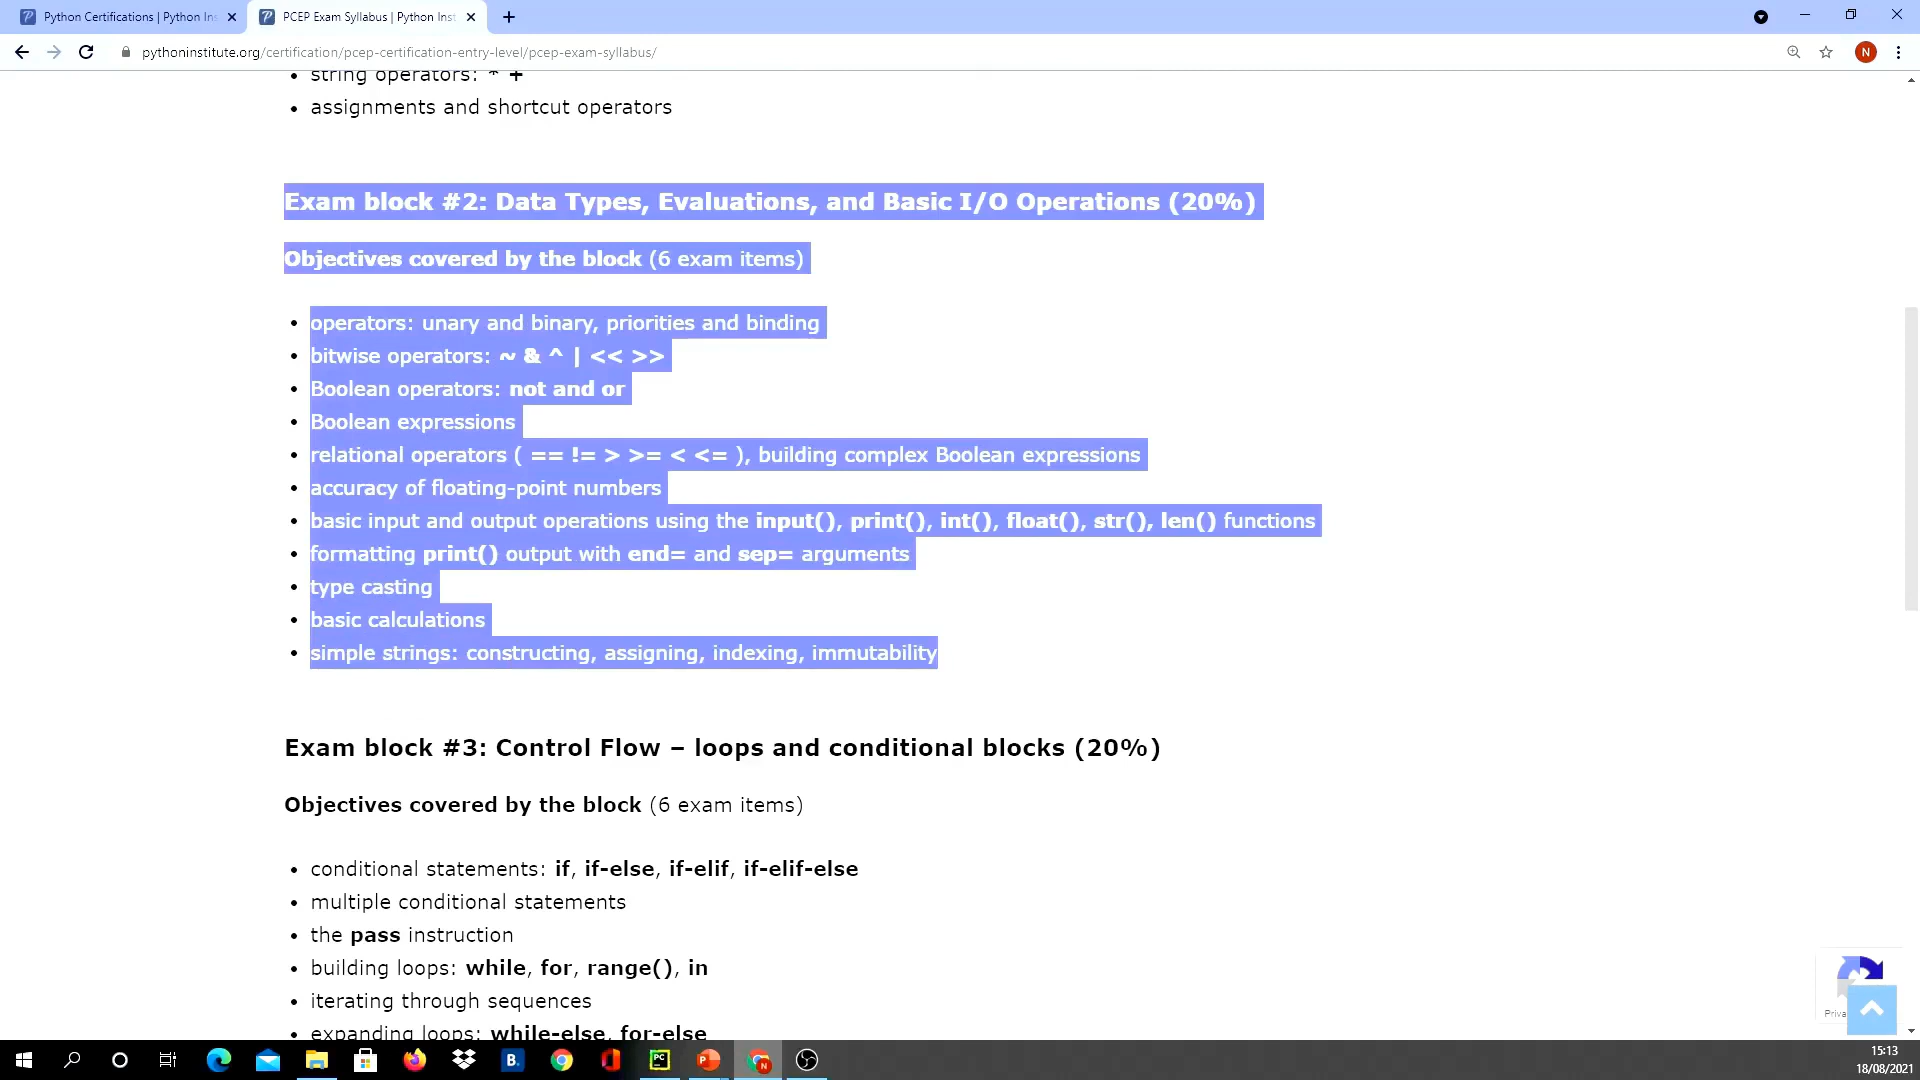 Python Certifications | Python Ins
PCEP Exam Syllabus | Python Inst
pythoninstitute.org/certification/pcep-certification-entry-level/pcep-exam-syllabus/
N
• string operators: * +
• assignments and shortcut operators
Exam block #2: Data Types, Evaluations, and Basic I/O Operations (20%)
Objectives covered by the block (6 exam items)
• operators: unary and binary, priorities and binding
• bitwise operators: ~ & ^ | << >>
• Boolean operators: not and or
• Boolean expressions
• relational operators ( == != > >= < <= ), building complex Boolean expressions
• accuracy of floating-point numbers
• basic input and output operations using the input(), print(), int(), float(), str(), len() functions
• formatting print() output with end= and sep= arguments
• type casting
• basic calculations
• simple strings: constructing, assigning, indexing, immutability
Exam block #3: Control Flow – loops and conditional blocks (20%)
Objectives covered by the block (6 exam items)
• conditional statements: if, if-else, if-elif, if-elif-else
• multiple conditional statements
• the pass instruction
• building loops: while, for, range(), in
• iterating through sequences
• expanding loops: while-else, for-else
Priva
B.
PC
P
N
15:13
18/08/2021